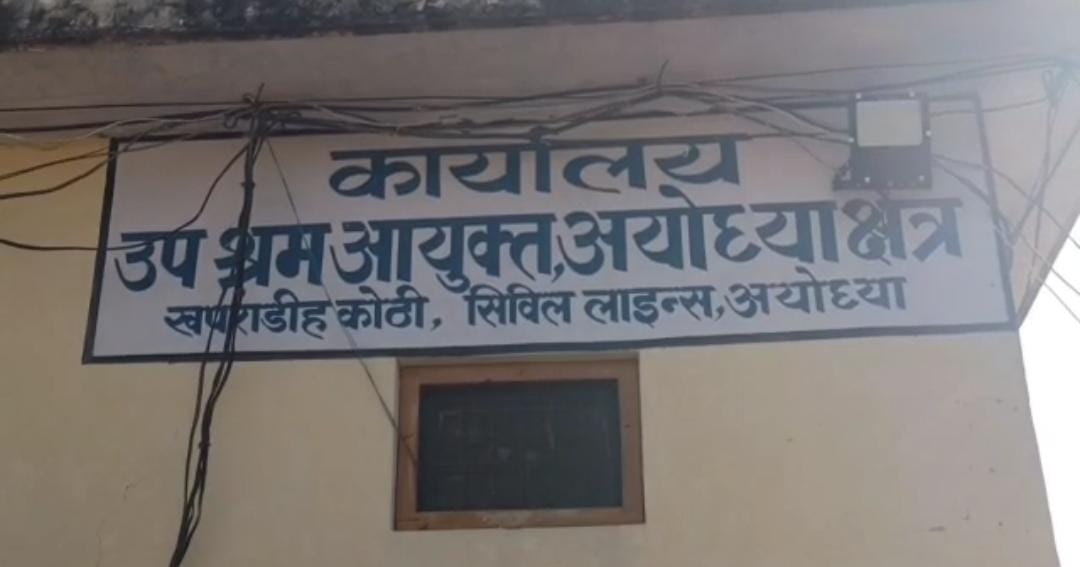 कार्यालय
उप श्रम आयुक्त,अयोध्या क्षेत्र
खपराडीह कोठी, सिविल लाइन्स,अयोध्या